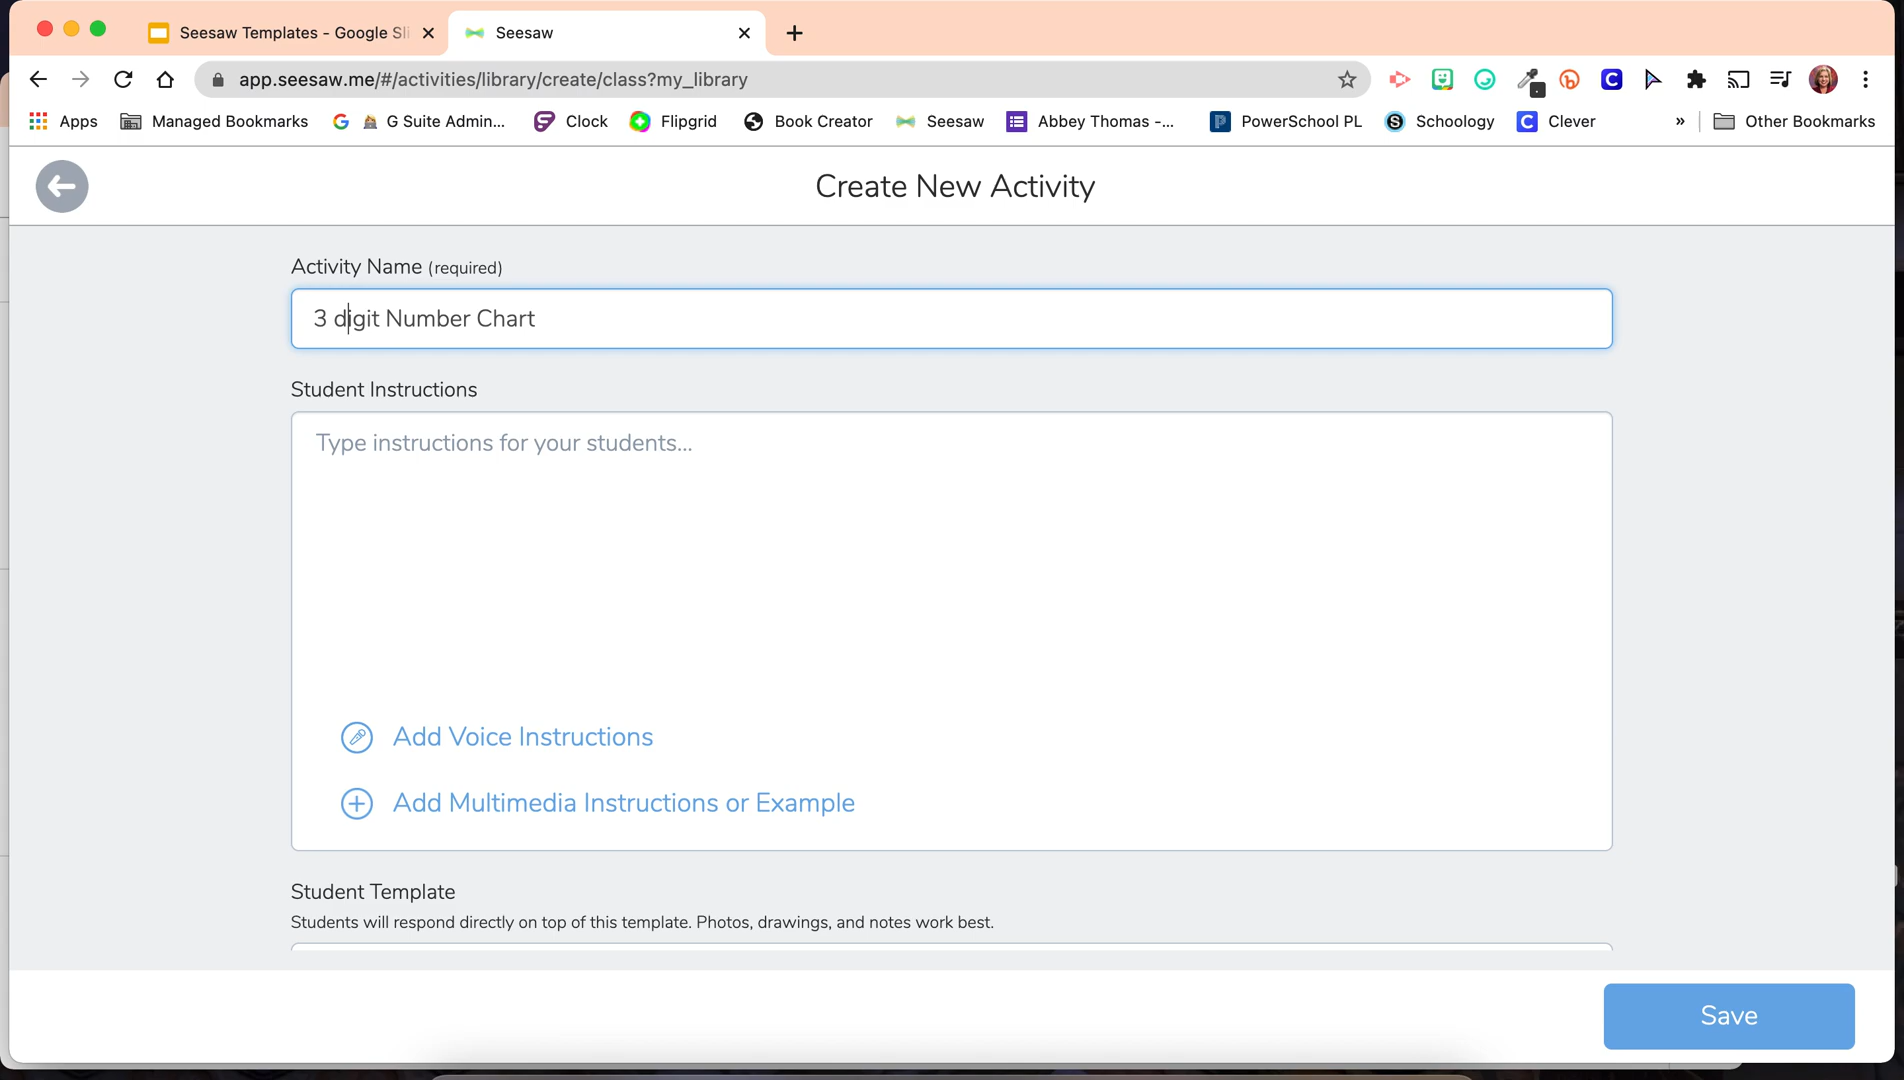 Seesaw Templates - Google Sli
Seesaw
app.seesaw.me/#/activities/library/create/class?my_library
Apps Managed Bookmarks G Suite Admin... Clock Flipgrid Book Creator Seesaw Abbey Thomas -... PowerSchool PL Schoology Clever » Other Bookmarks
Create New Activity
Activity Name (required)
3 digit Number Chart
Student Instructions
Type instructions for your students...
Add Voice Instructions
Add Multimedia Instructions or Example
Student Template
Students will respond directly on top of this template. Photos, drawings, and notes work best.
Save